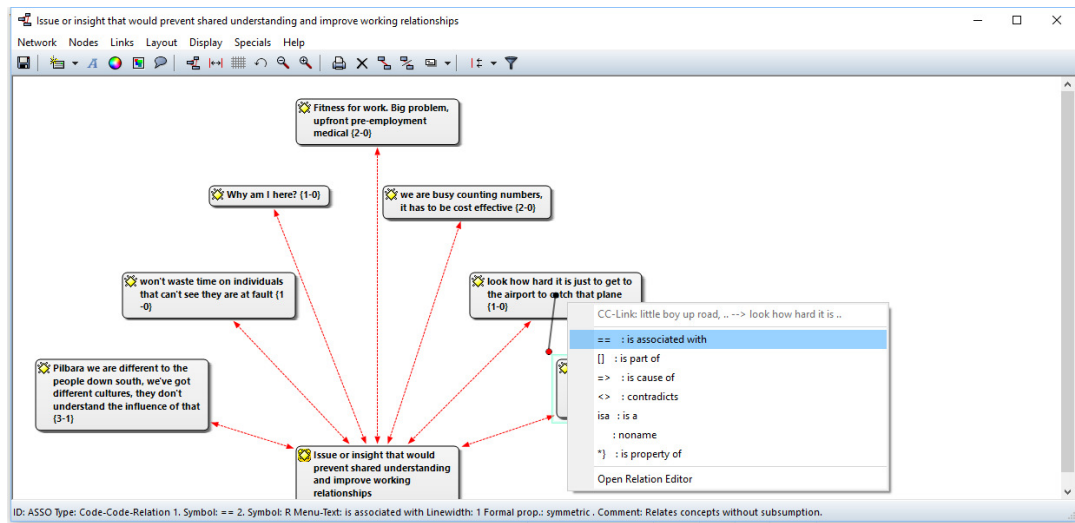 Issue or insight that would prevent shared understanding and improve working relationships
Network Nodes Links Layout Display Specials Help
Fitness for work. Big problem,
upfront pre-employment
medical {2-0}
Why am I here? {1-0}
we are busy counting numbers,
it has to be cost effective {2-0}
won't waste time on individuals
that can't see they are at fault {1
-0}
look how hard it is just to get to
the airport to catch that plane
{1-0}
CC-Link: little boy up road, .. --> look how hard it is ..
== : is associated with
[] : is part of
=> : is cause of
<> : contradicts
isa : is a
: noname
*} : is property of
Open Relation Editor
Pilbara we are different to the
people down south, we've got
different cultures, they don't
understand the influence of that
{3-1}
Issue or insight that would
prevent shared understanding
and improve working
relationships
ID: ASSO Type: Code-Code-Relation 1. Symbol: == 2. Symbol: R Menu-Text: is associated with Linewidth: 1 Formal prop.: symmetric . Comment: Relates concepts without subsumption.